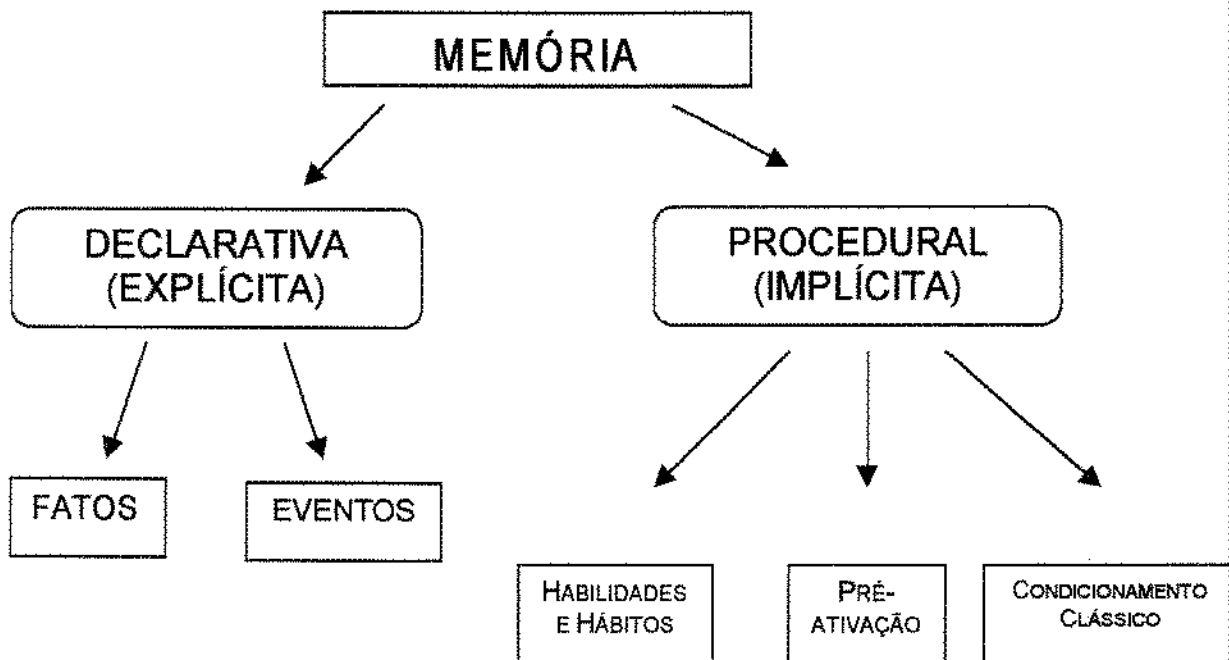 MEMÓRIA
DECLARATIVA
(EXPLÍCITA)
PROCEDURAL
(IMPLÍCITA)
FATOS
EVENTOS
HABILIDADES
E HÁBITOS
PRÉ-
ATIVAÇÃO
CONDICIONAMENTO
CLÁSSICO